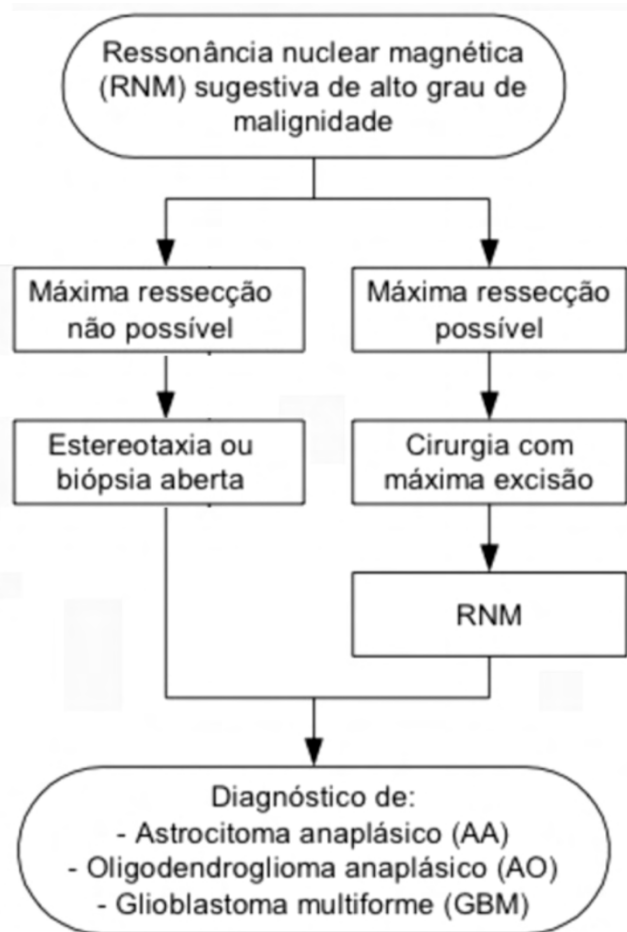 Ressonância nuclear magnética
(RNM) sugestiva de alto grau de
malignidade
Máxima ressecção
não possível
Máxima ressecção
possível
Estereotaxia ou
biópsia aberta
Cirurgia com
máxima excisão
RNM
Diagnóstico de:
- Astrocitoma anaplásico (AA)
- Oligodendroglioma anaplásico (AO)
- Glioblastoma multiforme (GBM)